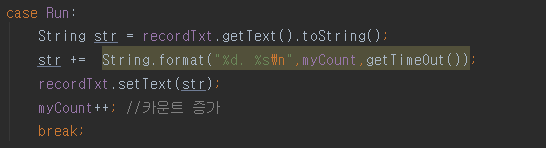 case Run:
String str = recordTxt.getText().toString();
str += String.format("%d. %s₩n",myCount,getTimeOut());
recordTxt.setText(str);
myCount++; //카운트 증가
break;